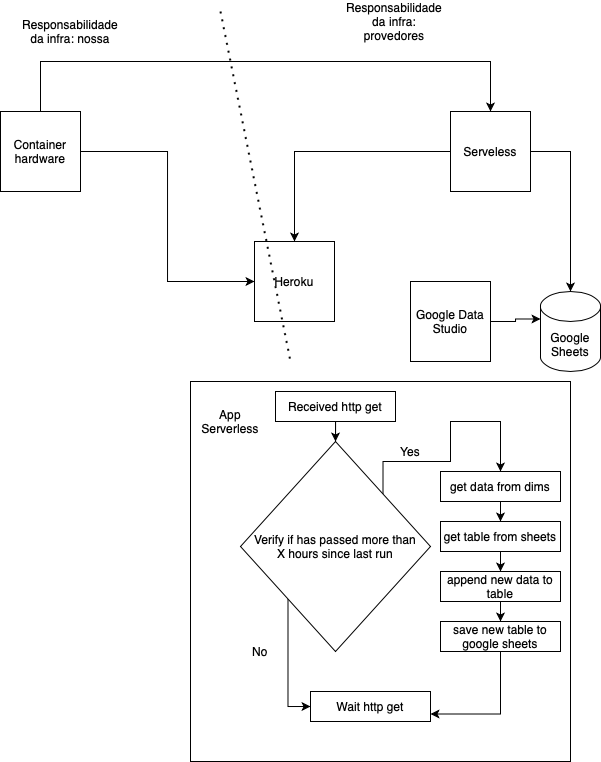 Responsabilidade
da infra: nossa
Responsabilidade
da infra:
provedores
Container
hardware
Serveless
Heroku
Google Data
Studio
Google
Sheets
App
Serverless
Received http get
Yes
Verify if has passed more than
X hours since last run
get data from dims
get table from sheets
append new data to
table
save new table to
google sheets
No
Wait http get